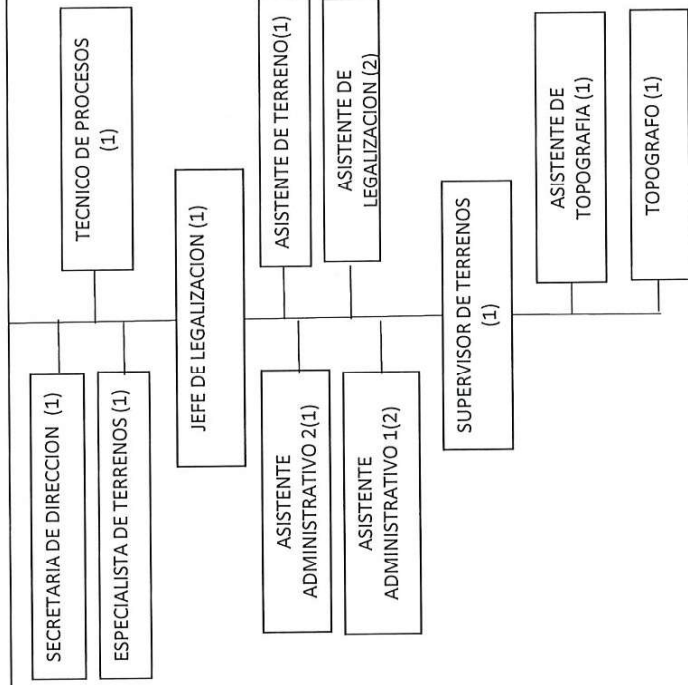 SECRETARIA DE DIRECCION (1)
TECNICO DE PROCESOS
(1)
ESPECIALISTA DE TERRENOS (1)
JEFE DE LEGALIZACION (1)
ASISTENTE
ADMINISTRATIVO 2(1)
ASISTENTE DE TERRENO(1)
ASISTENTE
ADMINISTRATIVO 1(2)
ASISTENTE DE
LEGALIZACION (2)
SUPERVISOR DE TERRENOS
(1)
ASISTENTE DE
TOPOGRAFIA (1)
TOPOGRAFO (1)